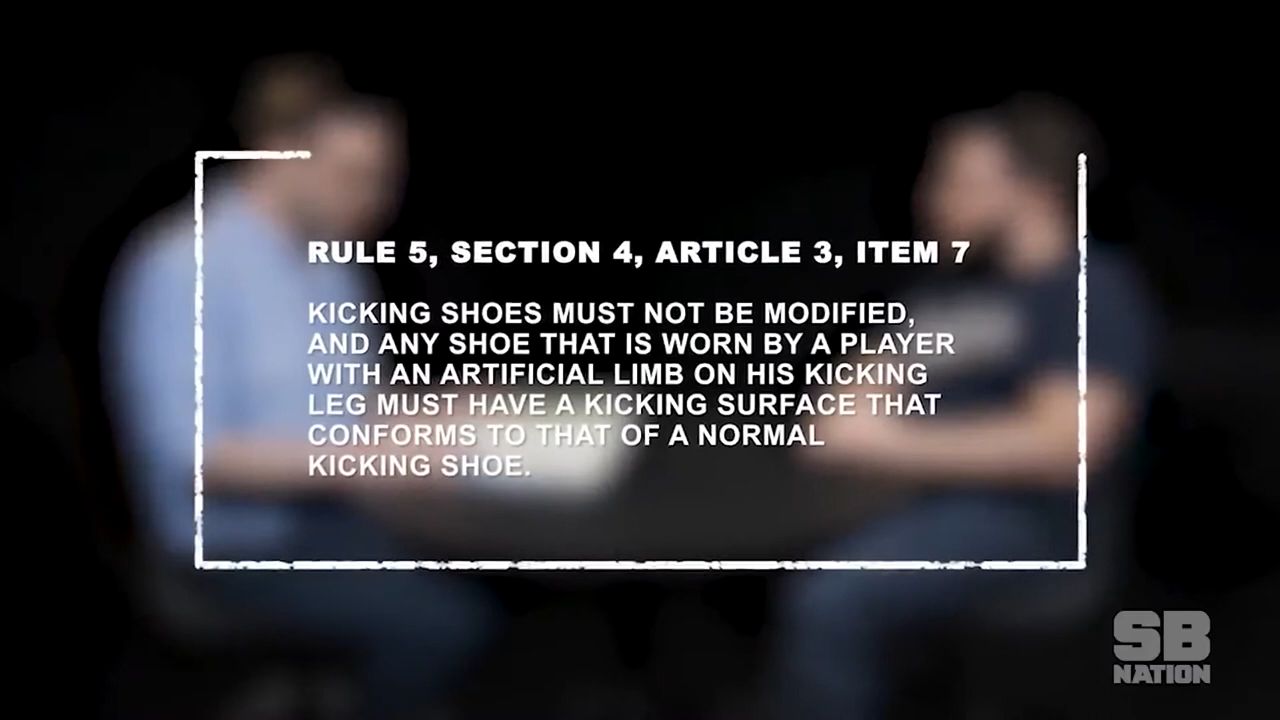 RULE 5, SECTION 4, ARTICLE 3, ITEM 7
KICKING SHOES MUST NOT BE MODIFIED,
AND ANY SHOE THAT IS WORN BY A PLAYER
WITH AN ARTIFICIAL LIMB ON HIS KICKING
LEG MUST HAVE A KICKING SURFACE THAT
CONFORMS TO THAT OF A NORMAL
KICKING SHOE.
SB
NATION